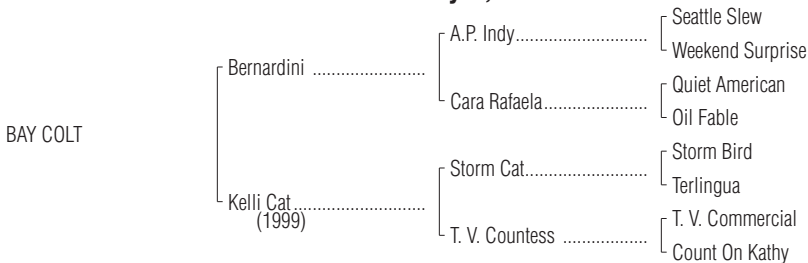 Seattle Slew
A.P. Indy
Weekend Surprise
Bernardini
Quiet American
Cara Rafaela
Oil Fable
BAY COLT
Storm Bird
Storm Cat
Terlingua
Kelli Cat
(1999)
T. V. Commercial
T. V. Countess
Count On Kathy